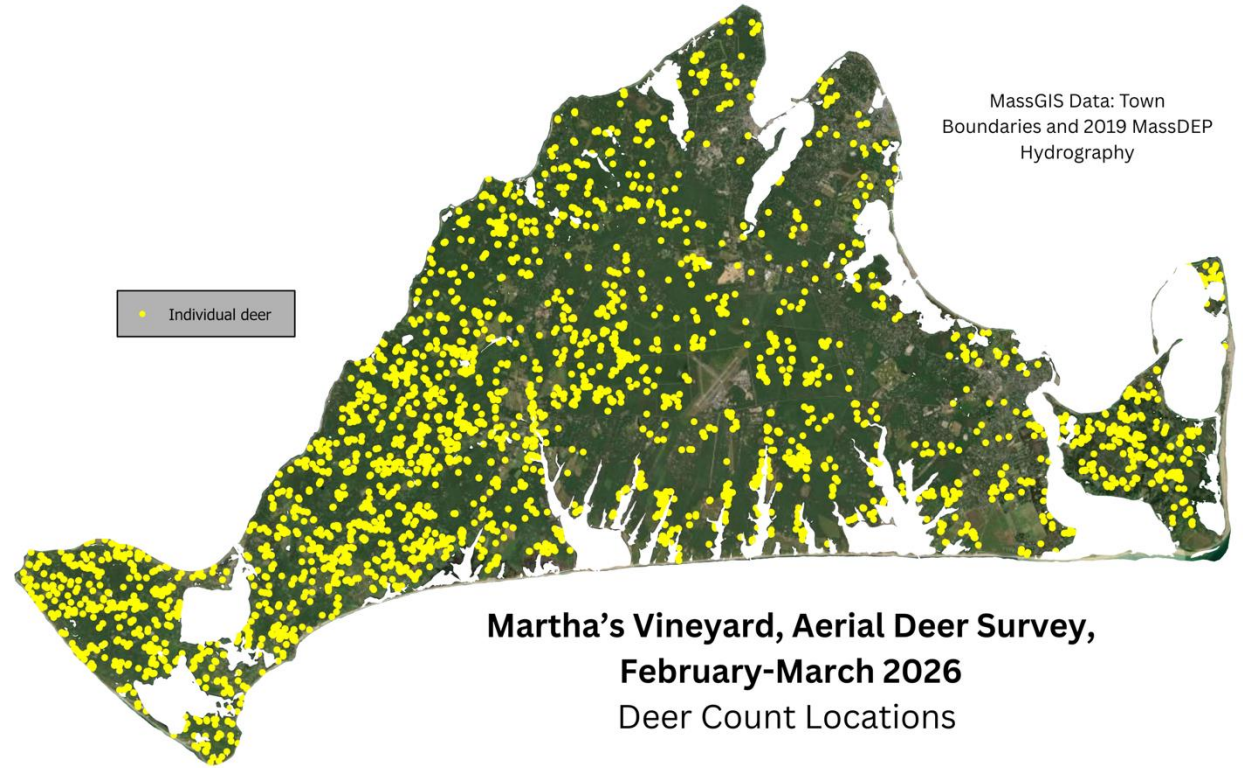 MassGIS Data: Town
Boundaries and 2019 MassDEP
Hydrography
Individual deer
Martha’s Vineyard, Aerial Deer Survey,
February-March 2026
Deer Count Locations